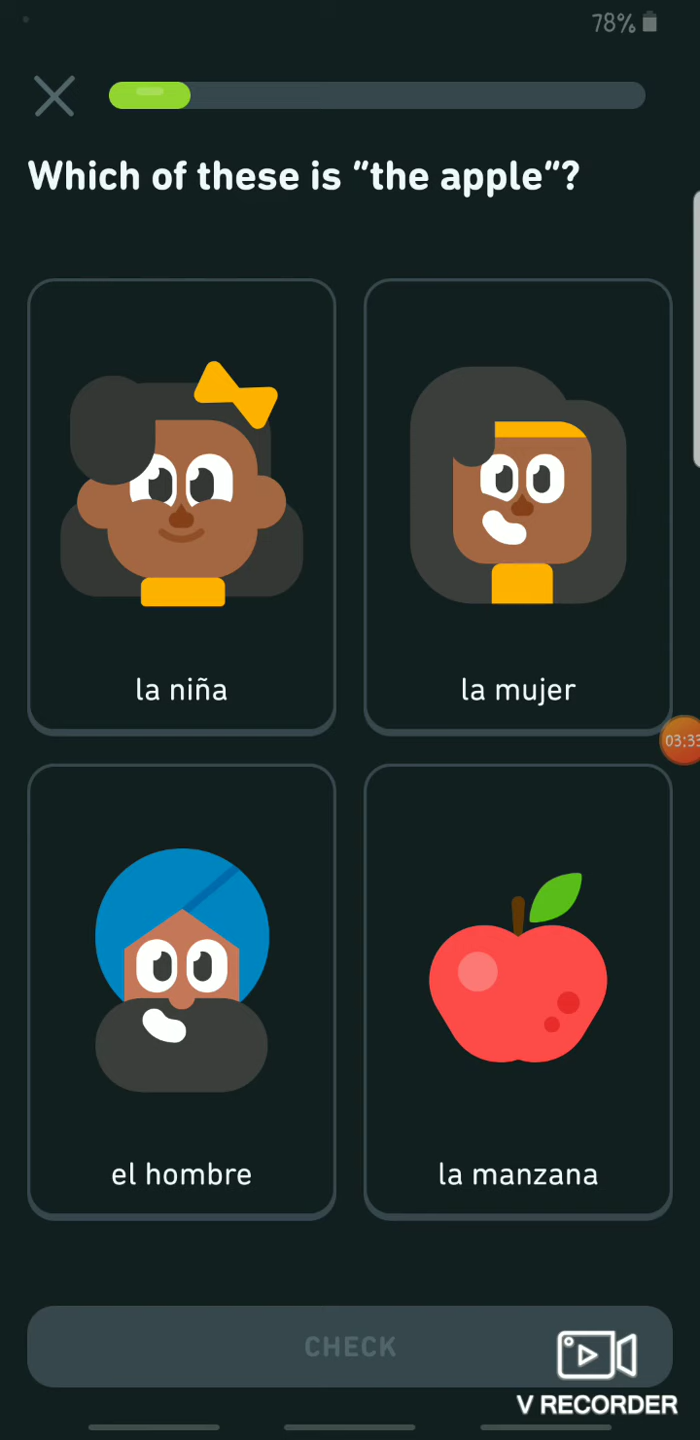 78%
Which of these is "the apple"?
la niña
la mujer
03:33
el hombre
la manzana
CHECK
V RECORDER